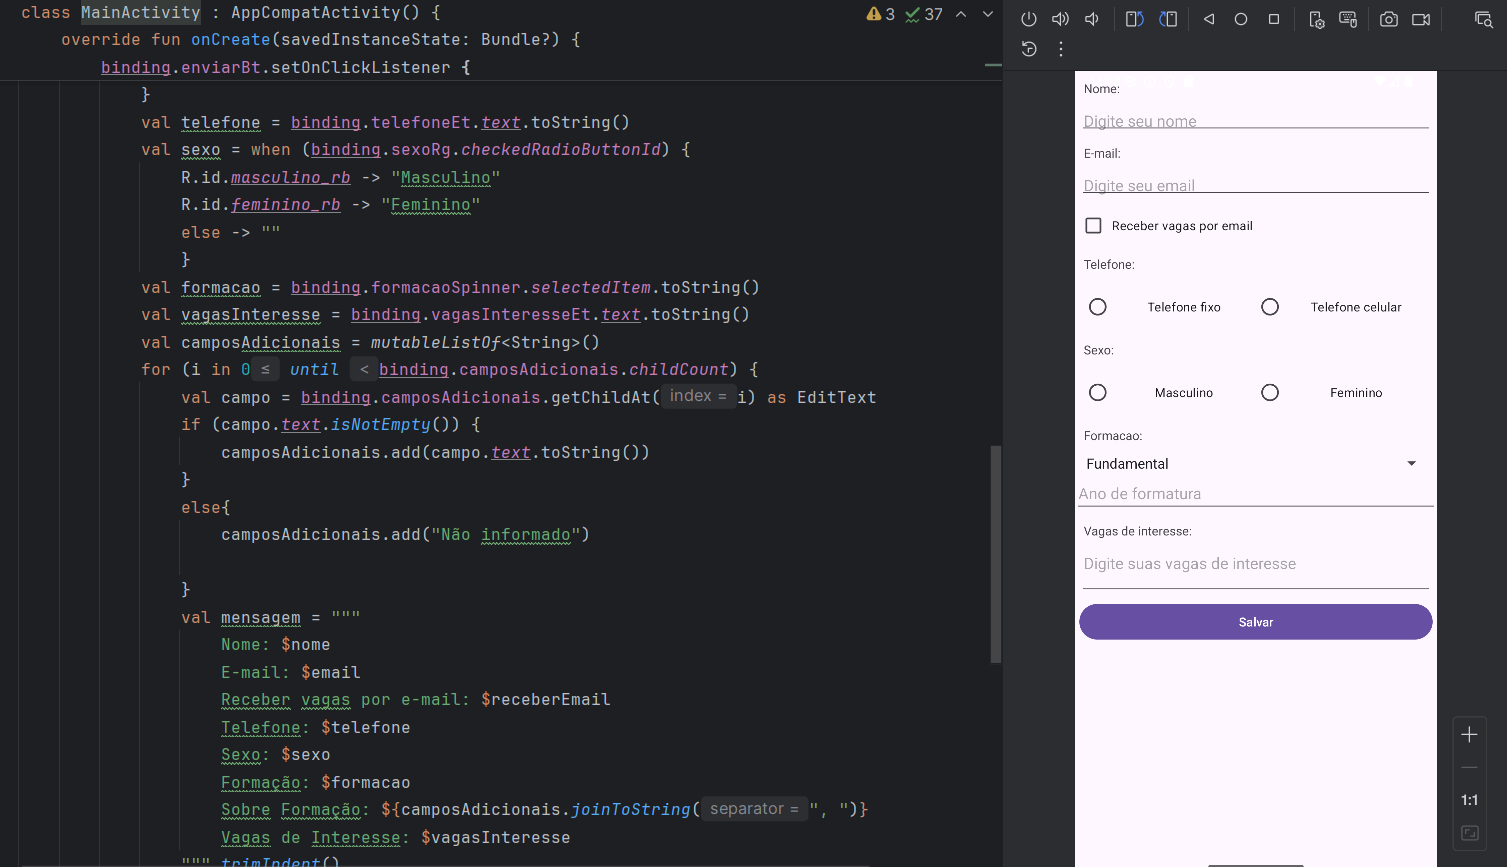 class MainActivity : AppCompatActivity() {
3 37
override fun onCreate(savedInstanceState: Bundle?) {
binding.enviarBt.setOnClickListener {
}
val telefone = binding.telefoneEt.text.toString()
val sexo = when (binding.sexoRg.checkedRadioButtonId) {
R.id.masculino_rb -> "Masculino"
R.id.feminino_rb -> "Feminino"
else -> ""
}
val formacao = binding.formacaoSpinner.selectedItem.toString()
val vagasInteresse = binding.vagasInteresseEt.text.toString()
val camposAdicionais = mutableListOf<String>()
for (i in 0 ≤ until < binding.camposAdicionais.childCount) {
val campo = binding.camposAdicionais.getChildAt( index = i) as EditText
if (campo.text.isNotEmpty()) {
camposAdicionais.add(campo.text.toString())
}
else{
camposAdicionais.add("Não informado")
}
val mensagem = """
Nome: $nome
E-mail: $email
Receber vagas por e-mail: $receberEmail
Telefone: $telefone
Sexo: $sexo
Formação: $formacao
Sobre Formação: ${camposAdicionais.joinToString( separator = ", ")}
Vagas de Interesse: $vagasInteresse
""".trimIndent()
Nome:
Digite seu nome
E-mail:
Digite seu email
Receber vagas por email
Telefone:
Telefone fixo
Telefone celular
Sexo:
Masculino
Feminino
Formacao:
Fundamental
Ano de formatura
Vagas de interesse:
Digite suas vagas de interesse
Salvar
1:1